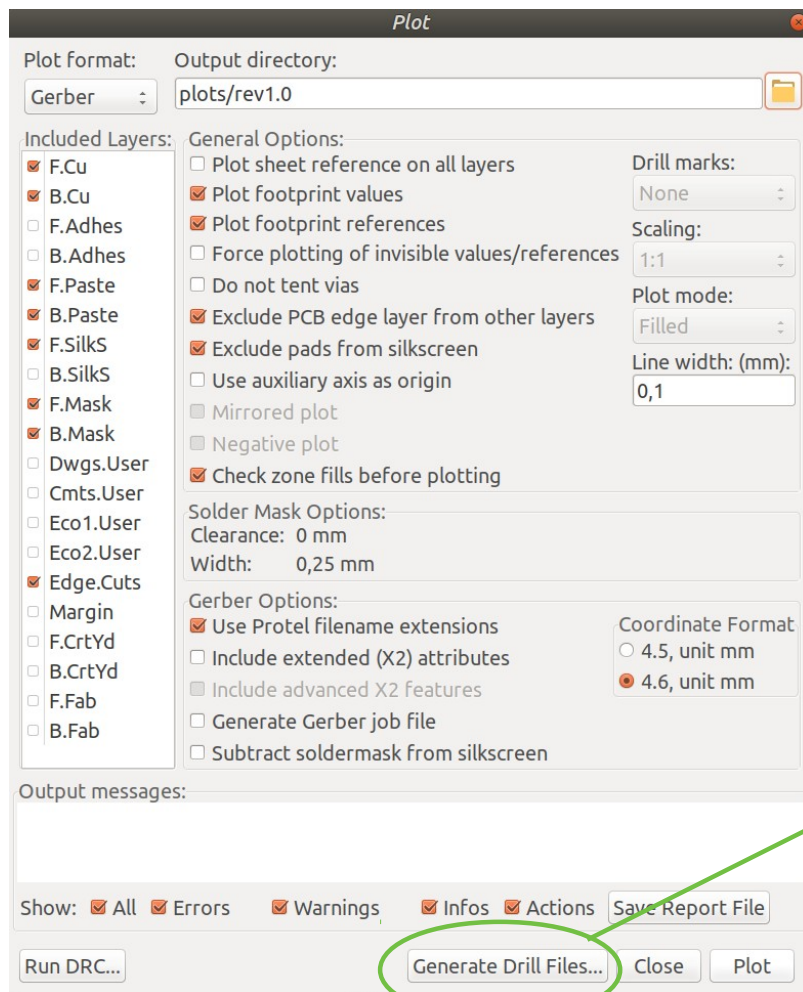 Plot
Plot format:
Output directory:
Gerber
plots/rev1.0
Included Layers:
F.Cu
B.Cu
F.Adhes
B.Adhes
F.Paste
B.Paste
F.SilkS
B.SilkS
F.Mask
B.Mask
Dwgs.User
Cmts.User
Eco1.User
Eco2.User
Edge.Cuts
Margin
F.CrtYd
B.CrtYd
F.Fab
B.Fab
General Options:
Plot sheet reference on all layers
Plot footprint values
Plot footprint references
Force plotting of invisible values/references
Do not tent vias
Exclude PCB edge layer from other layers
Exclude pads from silkscreen
Use auxiliary axis as origin
Mirrored plot
Negative plot
Check zone fills before plotting
Drill marks:
None
Scaling:
1:1
Plot mode:
Filled
Line width: (mm):
0,1
Solder Mask Options:
Clearance: 0 mm
Width: 0,25 mm
Gerber Options:
Use Protel filename extensions
Include extended (X2) attributes
Include advanced X2 features
Generate Gerber job file
Subtract soldermask from silkscreen
Coordinate Format
4.5, unit mm
4.6, unit mm
Output messages:
Show: All Errors Warnings Infos Actions Save Report File
Run DRC... Generate Drill Files... Close Plot